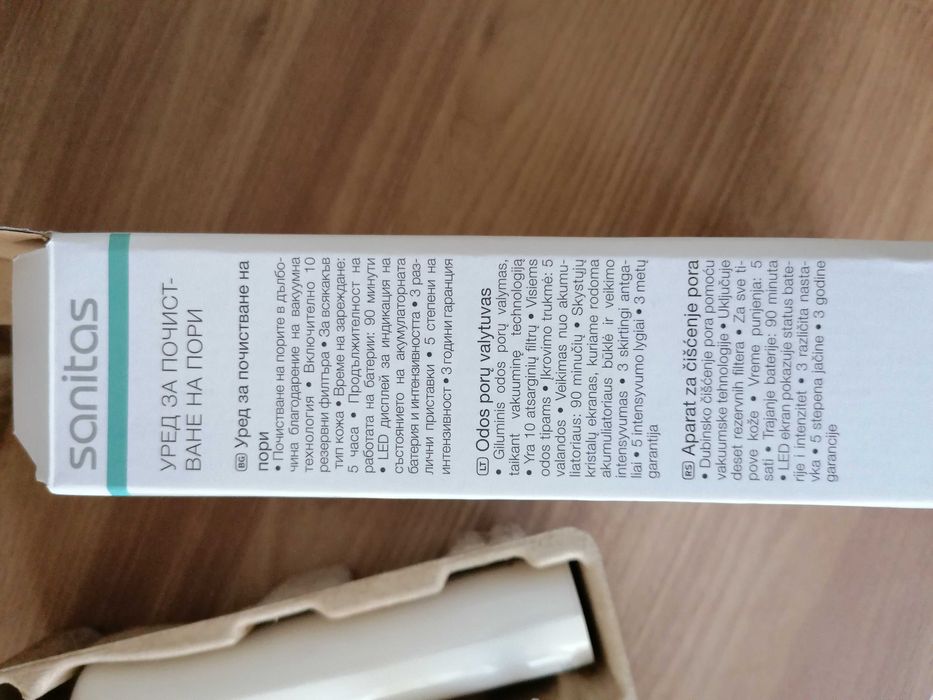 sanitas
УРЕД ЗА ПОЧИСТ-
ВАНЕ НА ПОРИ
BG Уред за почистване на
пори
• Почистване на порите в дълбо-
чина благодарение на вакуумна
технология • Включително 10
резервни филтъра • За всякакъв
тип кожа • Време на зареждане:
5 часа • Продължителност на
работата на батерии: 90 минути
• LED дисплей за индикация на
състоянието на акумулаторната
батерия и интензивността • 3 раз-
лични приставки • 5 степени на
интензивност • 3 години гаранция
LT Odos porų valytuvas
• Giluminis odos porų valymas,
taikant vakuuminę technologiją
• Yra 10 atsarginių filtrų • Visiems
odos tipams • Įkrovimo trukmė: 5
valandos • Veikimas nuo akumu-
liatoriaus: 90 minučių • Skystųjų
kristalų ekranas, kuriame rodoma
akumuliatoriaus būklė ir veikimo
intensyvumas • 3 skirtingi antga-
liai • 5 intensyvumo lygiai • 3 metų
garantija
RS Aparat za čišćenje pora
• Dubinsko čišćenje pora pomoću
vakuumske tehnologije • Uključuje
deset rezervnih filtera • Za sve ti-
pove kože • Vreme punjenja: 5
sati • Trajanje baterije: 90 minuta
• LED ekran pokazuje status bate-
rije i intenzitet • 3 različita nasta-
vka • 5 stepena jačine • 3 godine
garancije